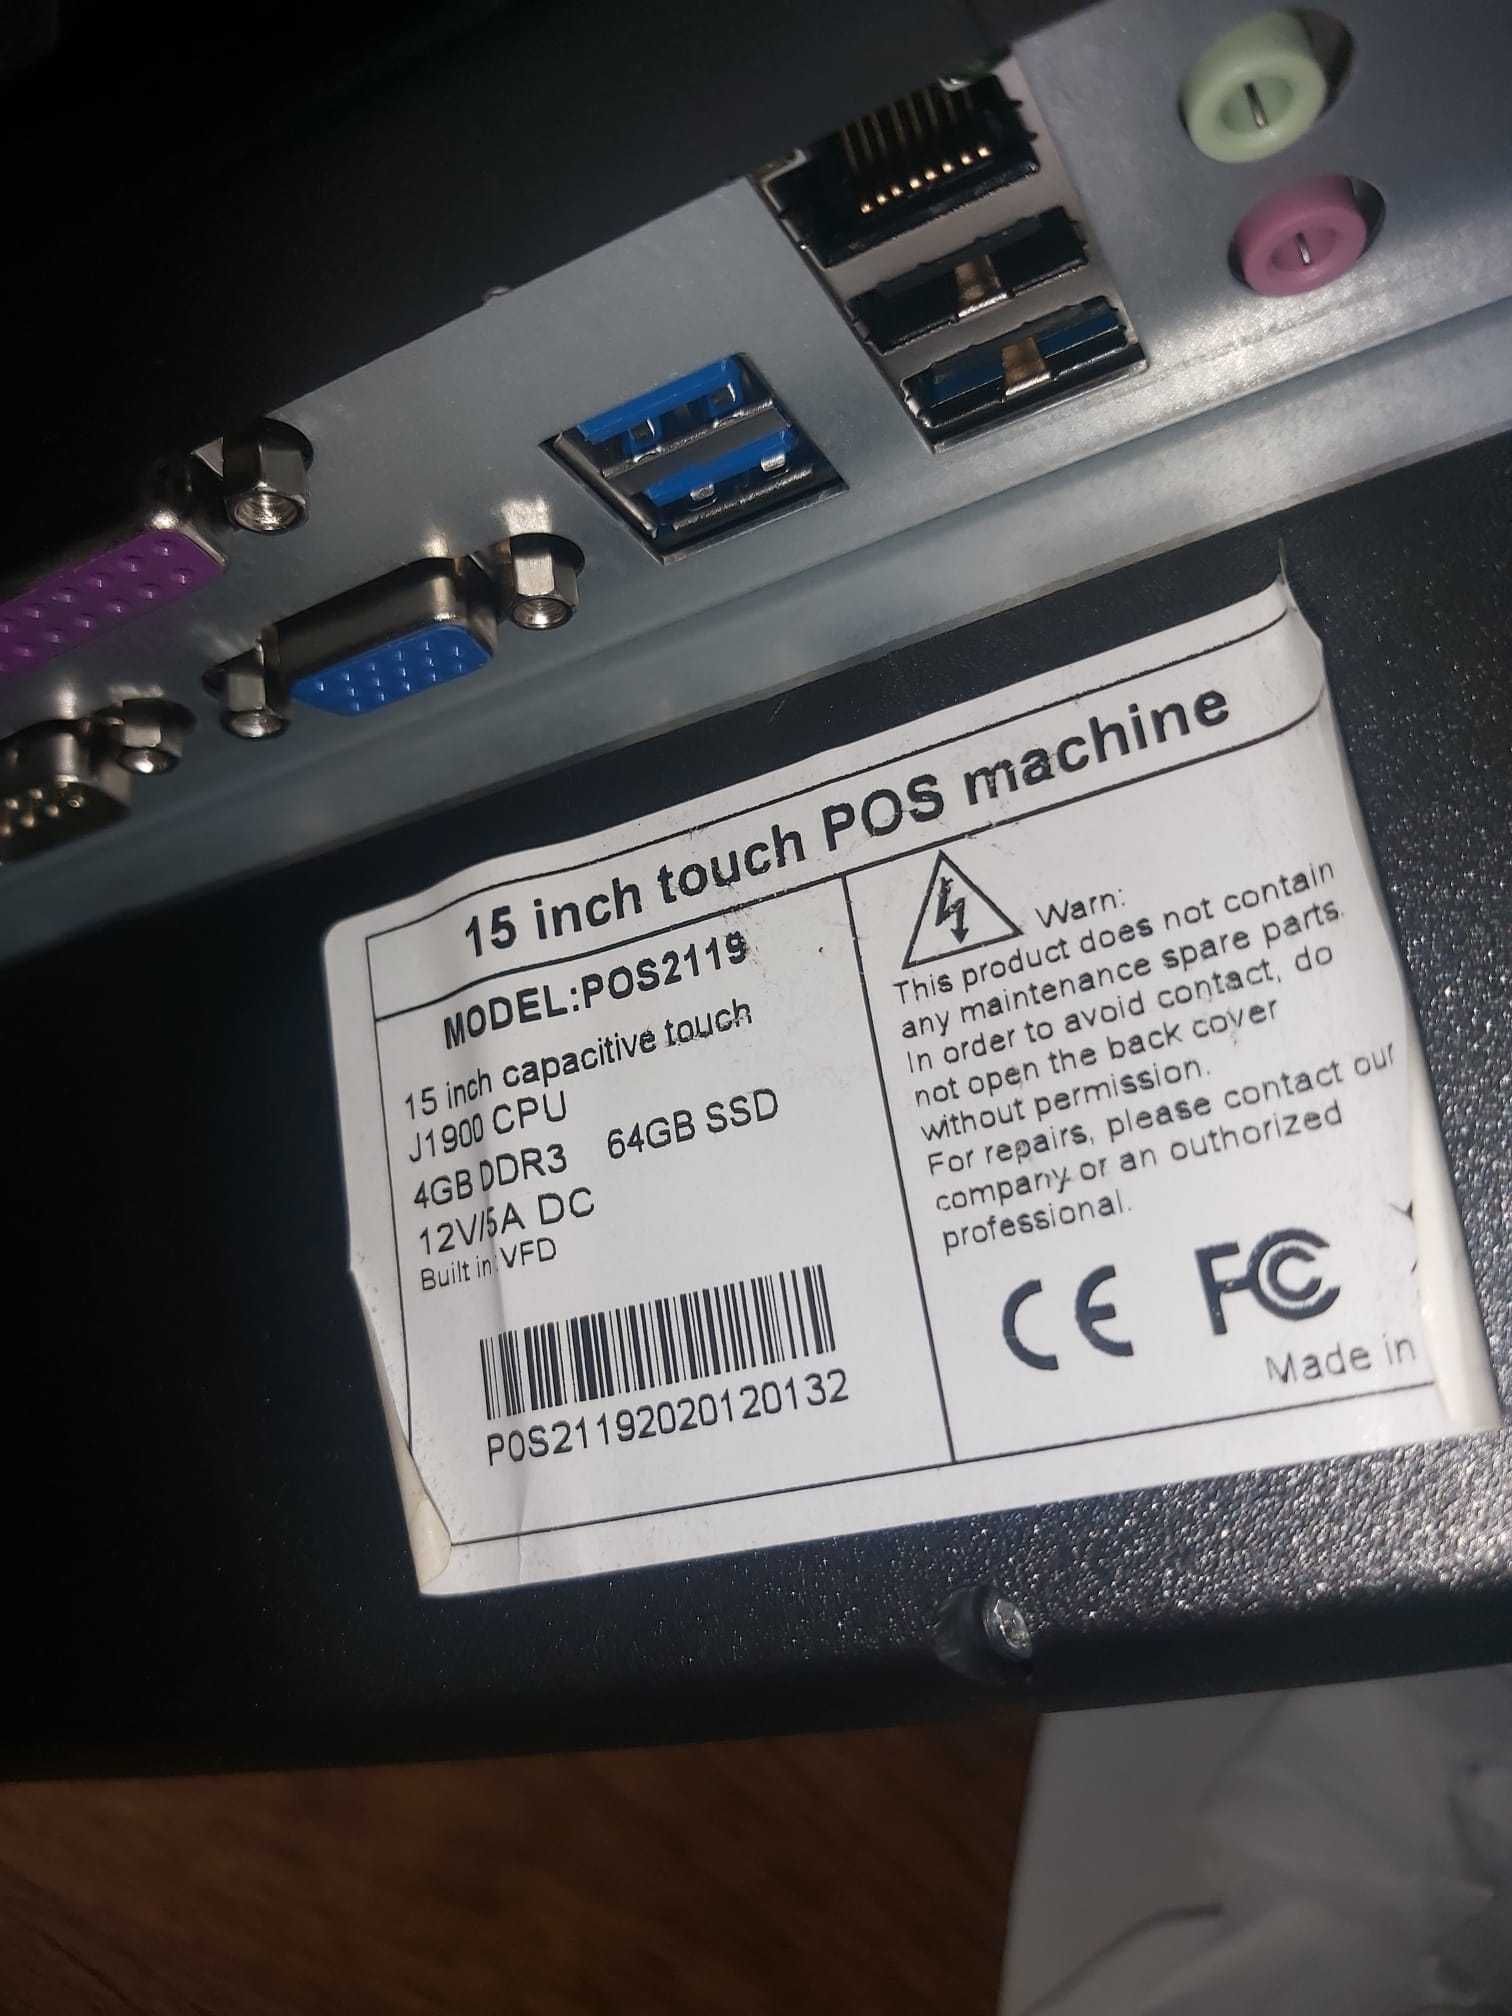 15 inch touch POS machine
MODEL:POS2119
15 inch capacitive touch
J1900 CPU
4GB DDR3 64GB SSD
12V/5A DC
Built in VFD
POS21192020120132
Warn:
This product does not contain
any maintenance spare parts.
In order to avoid contact, do
not open the back cover
without permission.
For repairs, please contact our
company or an outhorized
professional.
CE FC
Made in